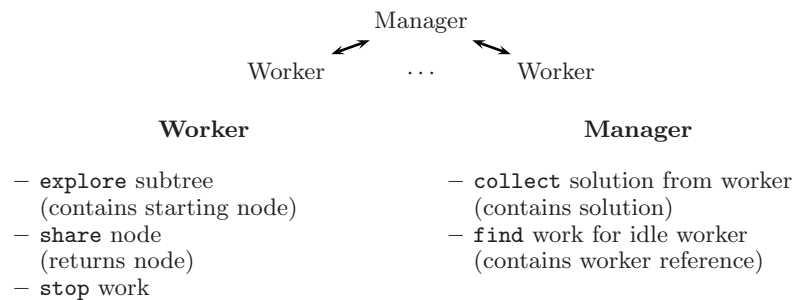 Manager
Worker ... Worker
Worker
– explore subtree
(contains starting node)
– share node
(returns node)
– stop work
Manager
– collect solution from worker
(contains solution)
– find work for idle worker
(contains worker reference)